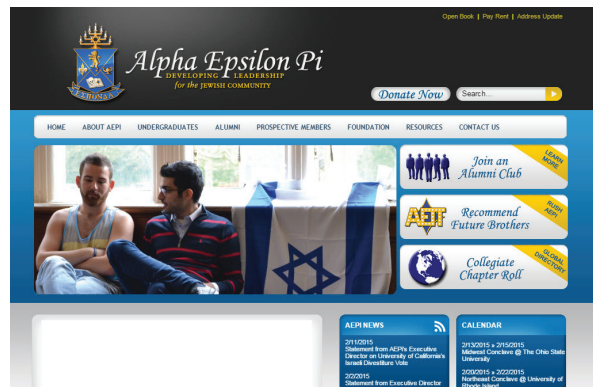 Open Book | Pay Rent | Address Update
Alpha Epsilon Pi
DEVELOPING LEADERSHIP
for the JEWISH COMMUNITY
Donate Now
Search...
HOME ABOUT AEPI UNDERGRADUATES ALUMNI PROSPECTIVE MEMBERS FOUNDATION RESOURCES CONTACT US
Join an
Alumni Club
LEARN
MORE
ΑΕΠ
Recommend
Future Brothers
RUSH
AEPI
Collegiate
Chapter Roll
GLOBAL
DIRECTORY
AEPI NEWS
2/11/2015
Statement from AEPi's Executive
Director on University of California's
Israeli Divestiture Vote
2/2/2015
Statement from Executive Director
CALENDAR
2/13/2015 » 2/15/2015
Midwest Conclave @ The Ohio State
University
2/20/2015 » 2/22/2015
Northeast Conclave @ University of
Rhode Island